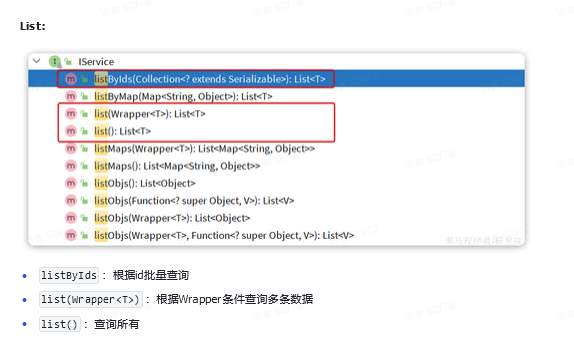 List:
IService
listByIds(Collection<? extends Serializable>): List<T>
listByMap(Map<String, Object>): List<T>
list(Wrapper<T>): List<T>
list(): List<T>
listMaps(Wrapper<T>): List<Map<String, Object>>
listMaps(): List<Map<String, Object>>
listObjs(): List<Object>
listObjs(Function<? super Object, V>): List<V>
listObjs(Wrapper<T>): List<Object>
listObjs(Wrapper<T>, Function<? super Object, V>): List<V>
listByIds：根据id批量查询
list(Wrapper<T>)：根据Wrapper条件查询多条数据
list()：查询所有